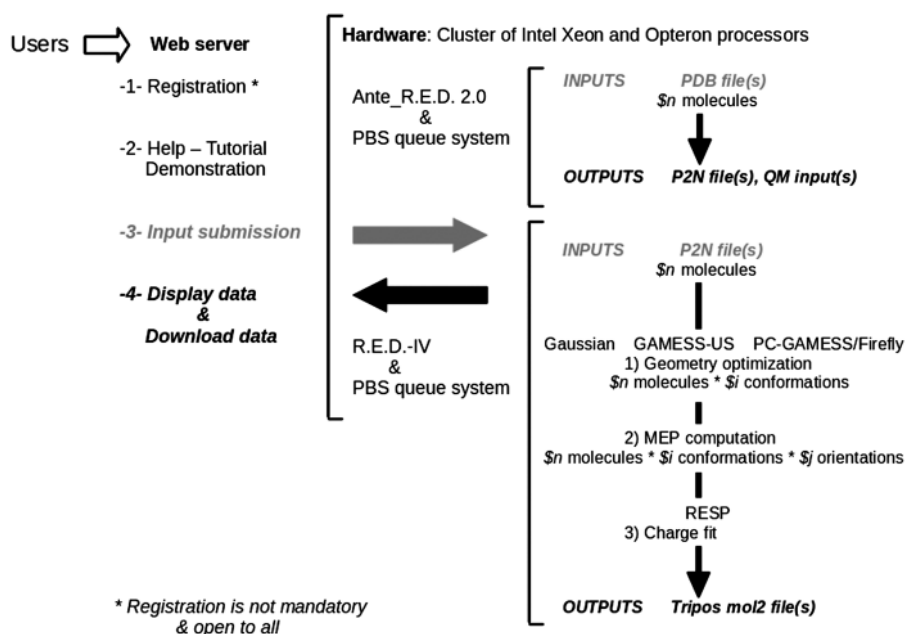 Users
Web server
-1- Registration *
-2- Help – Tutorial
Demonstration
-3- Input submission
-4- Display data
&
Download data
* Registration is not mandatory
& open to all
Hardware: Cluster of Intel Xeon and Opteron processors
Ante_R.E.D. 2.0
&
PBS queue system
R.E.D.-IV
&
PBS queue system
INPUTS PDB file(s)
$n molecules
OUTPUTS P2N file(s), QM input(s)
INPUTS P2N file(s)
$n molecules
Gaussian GAMESS-US PC-GAMESS/Firefly
1) Geometry optimization
$n molecules * $i conformations
2) MEP computation
$n molecules * $i conformations * $j orientations
RESP
3) Charge fit
OUTPUTS Tripos mol2 file(s)